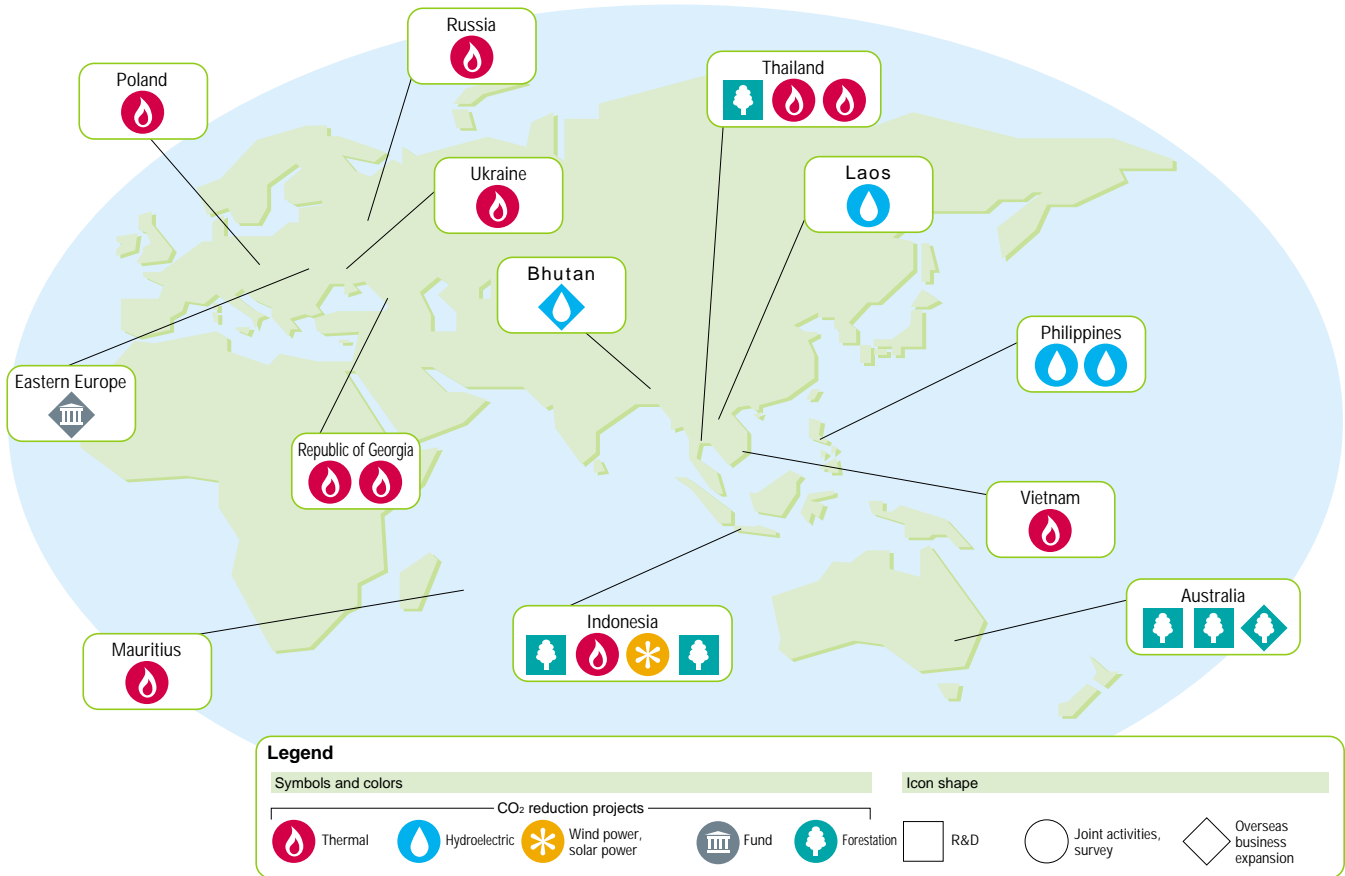 Russia
Poland
Thailand
Ukraine
Laos
Bhutan
Philippines
Eastern Europe
Republic of Georgia
Vietnam
Australia
Indonesia
Mauritius
Legend
Symbols and colors
Icon shape
CO₂ reduction projects
Thermal
Hydroelectric
Wind power,
solar power
Fund
Forestation
R&D
Joint activities,
survey
Overseas
business
expansion